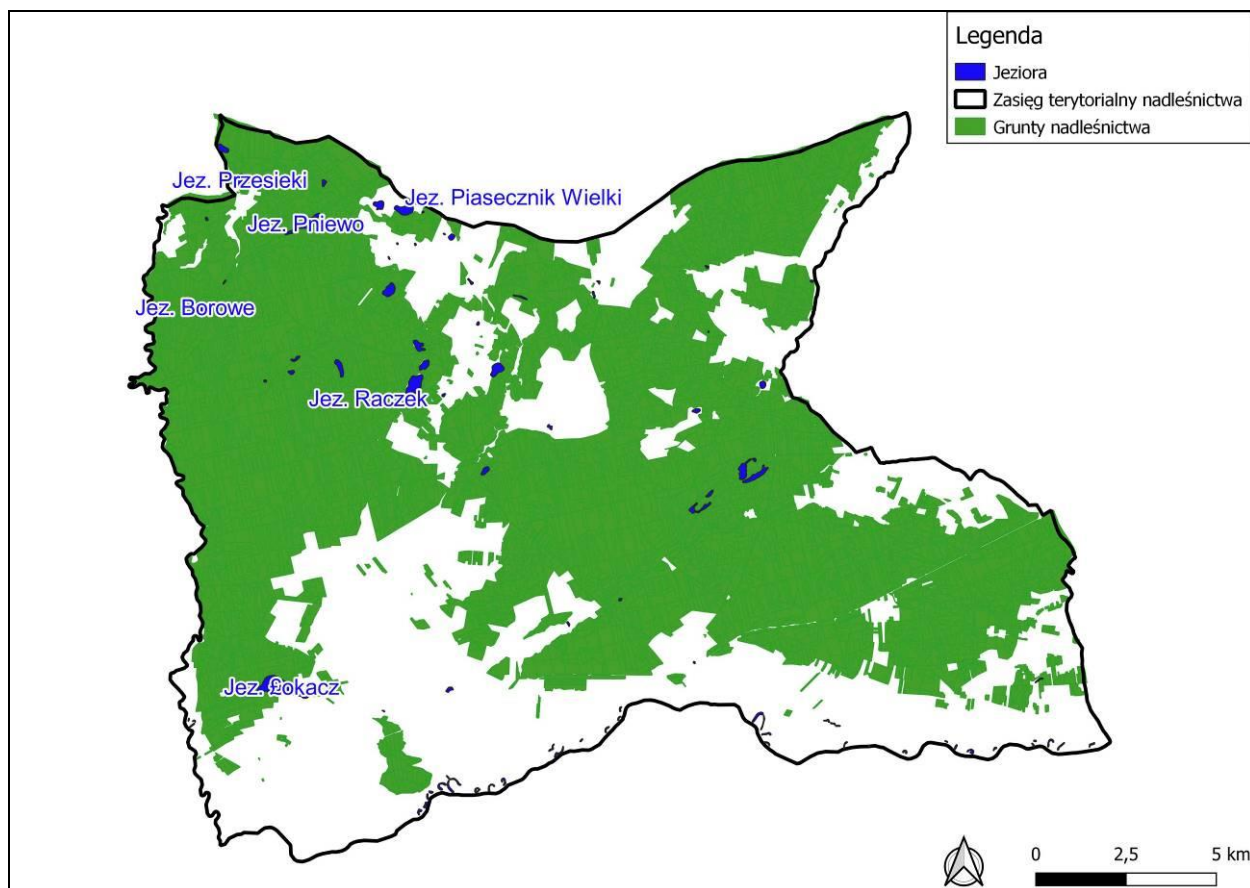 Legenda
Jeziora
Zasięg terytorialny nadleśnictwa
Grunty nadleśnictwa
Jez. Przesieki
Jez. Piasecznik Wielki
Jez. Pniewo
Jez. Borowe
Jez. Raczek
Jez. £okacz
0 2,5 5 km